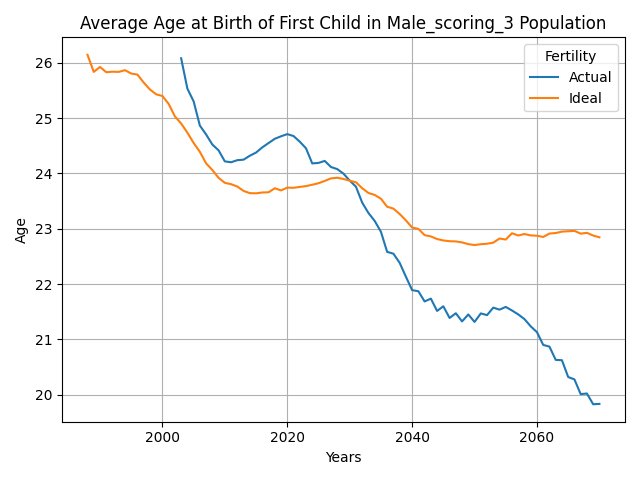 Average Age at Birth of First Child in Male_scoring_3 Population
Fertility
Actual
Ideal
26
25
24
23
22
21
20
Age
2000
2020
2040
2060
Years